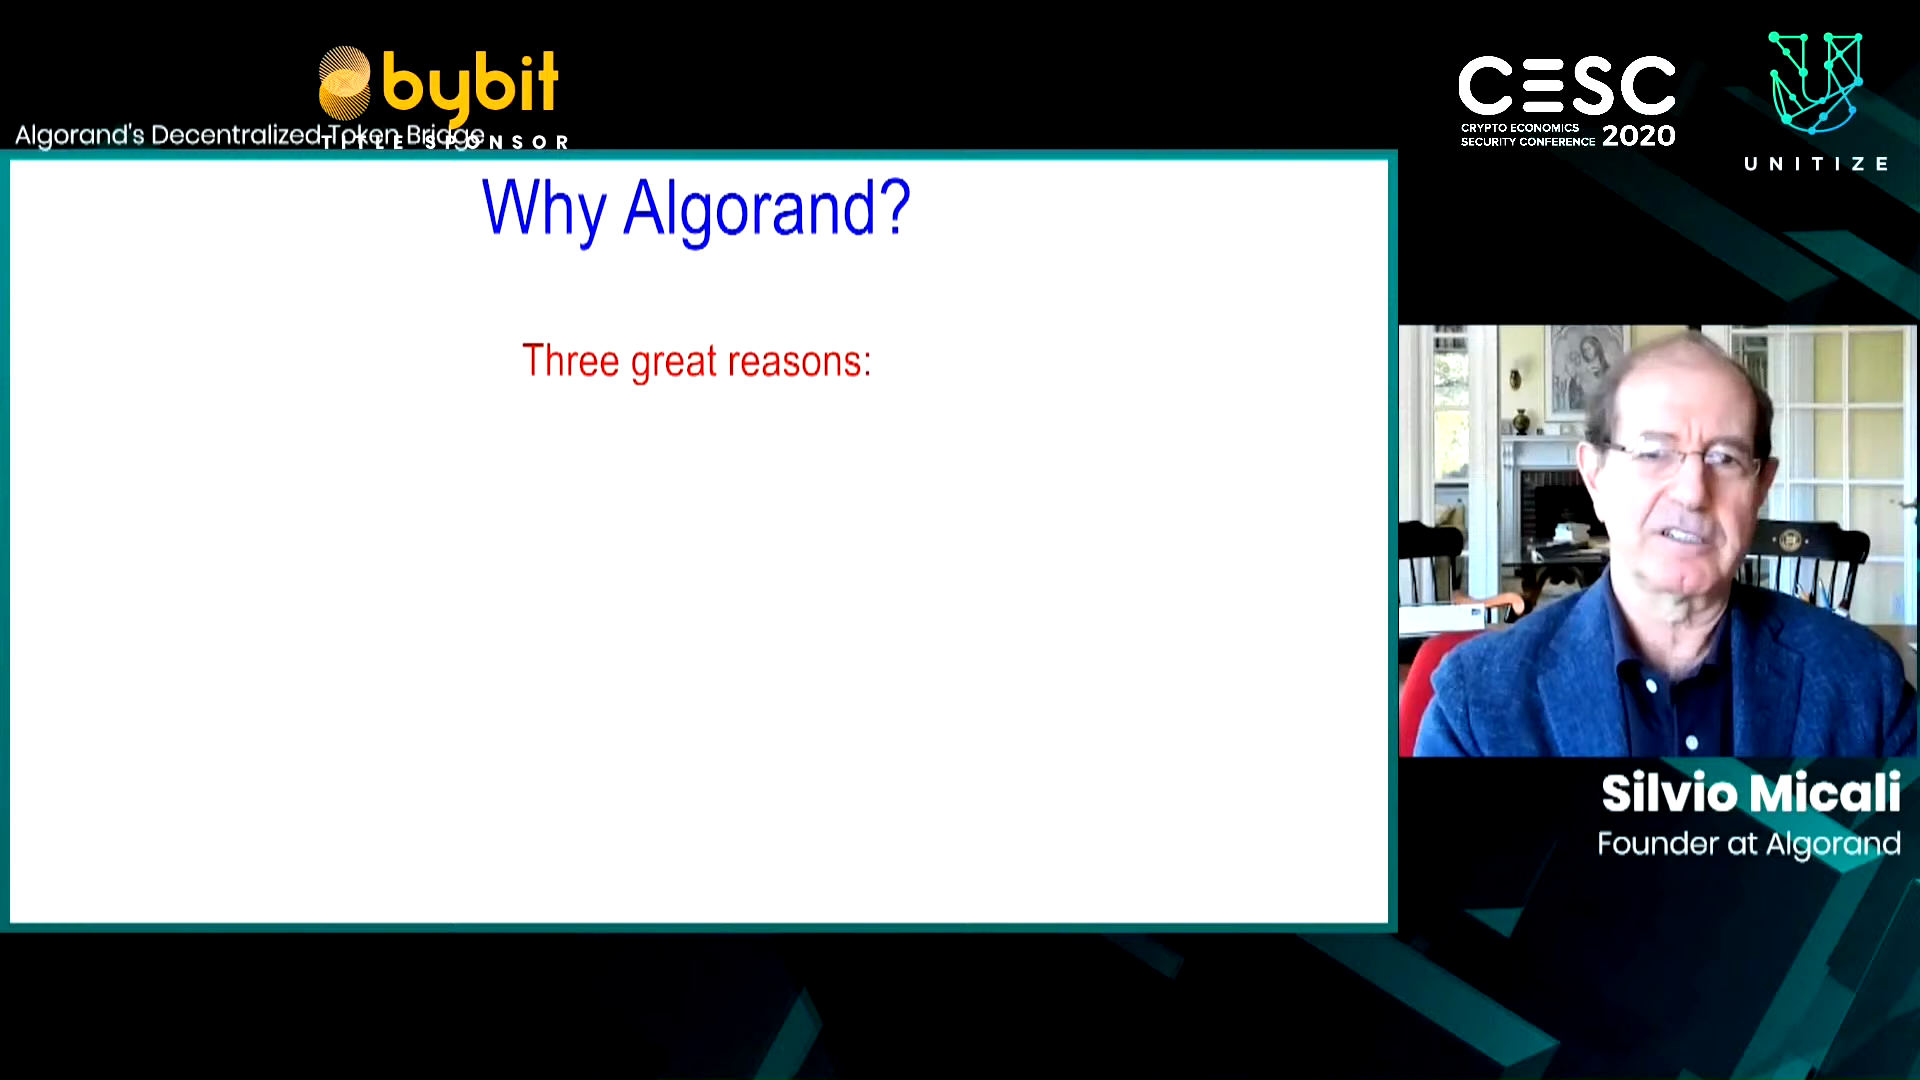 bybit
TITLE SPONSOR
Algorand's Decentralized Token Bridge
CESC
CRYPTO ECONOMICS
SECURITY CONFERENCE 2020
UNITIZE
Why Algorand?
Three great reasons:
Silvio Micali
Founder at Algorand